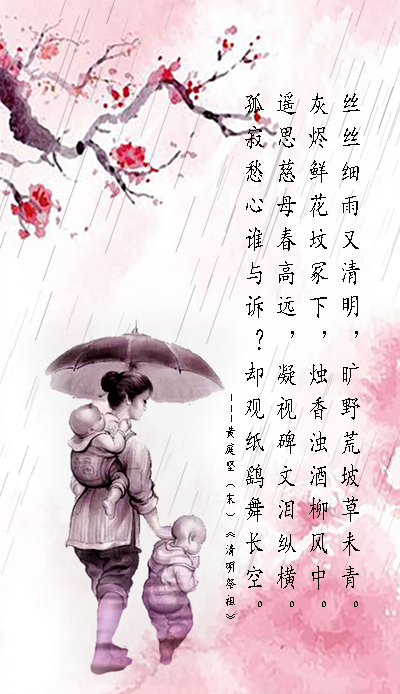 丝丝细雨又清明，旷野荒坡草未青。
灰烬鲜花坟冢下，烛香浊酒柳风中。
遥思慈母春高远，凝视碑文泪纵横。
孤寂愁心谁与诉？却观纸鹞舞长空。
———黄庭坚（宋）《清明祭祖》